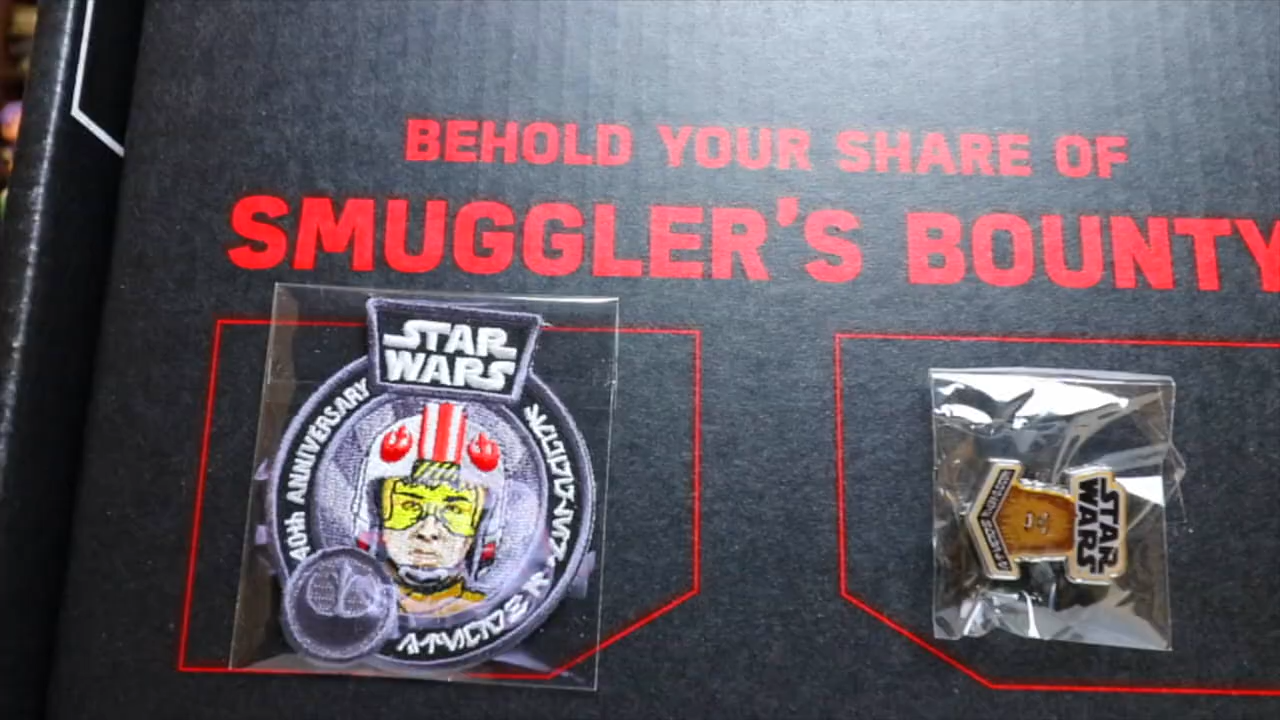 BEHOLD YOUR SHARE OF
SMUGGLER'S BOUNTY
STAR
WARS
40th ANNIVERSARY
STAR
WARS